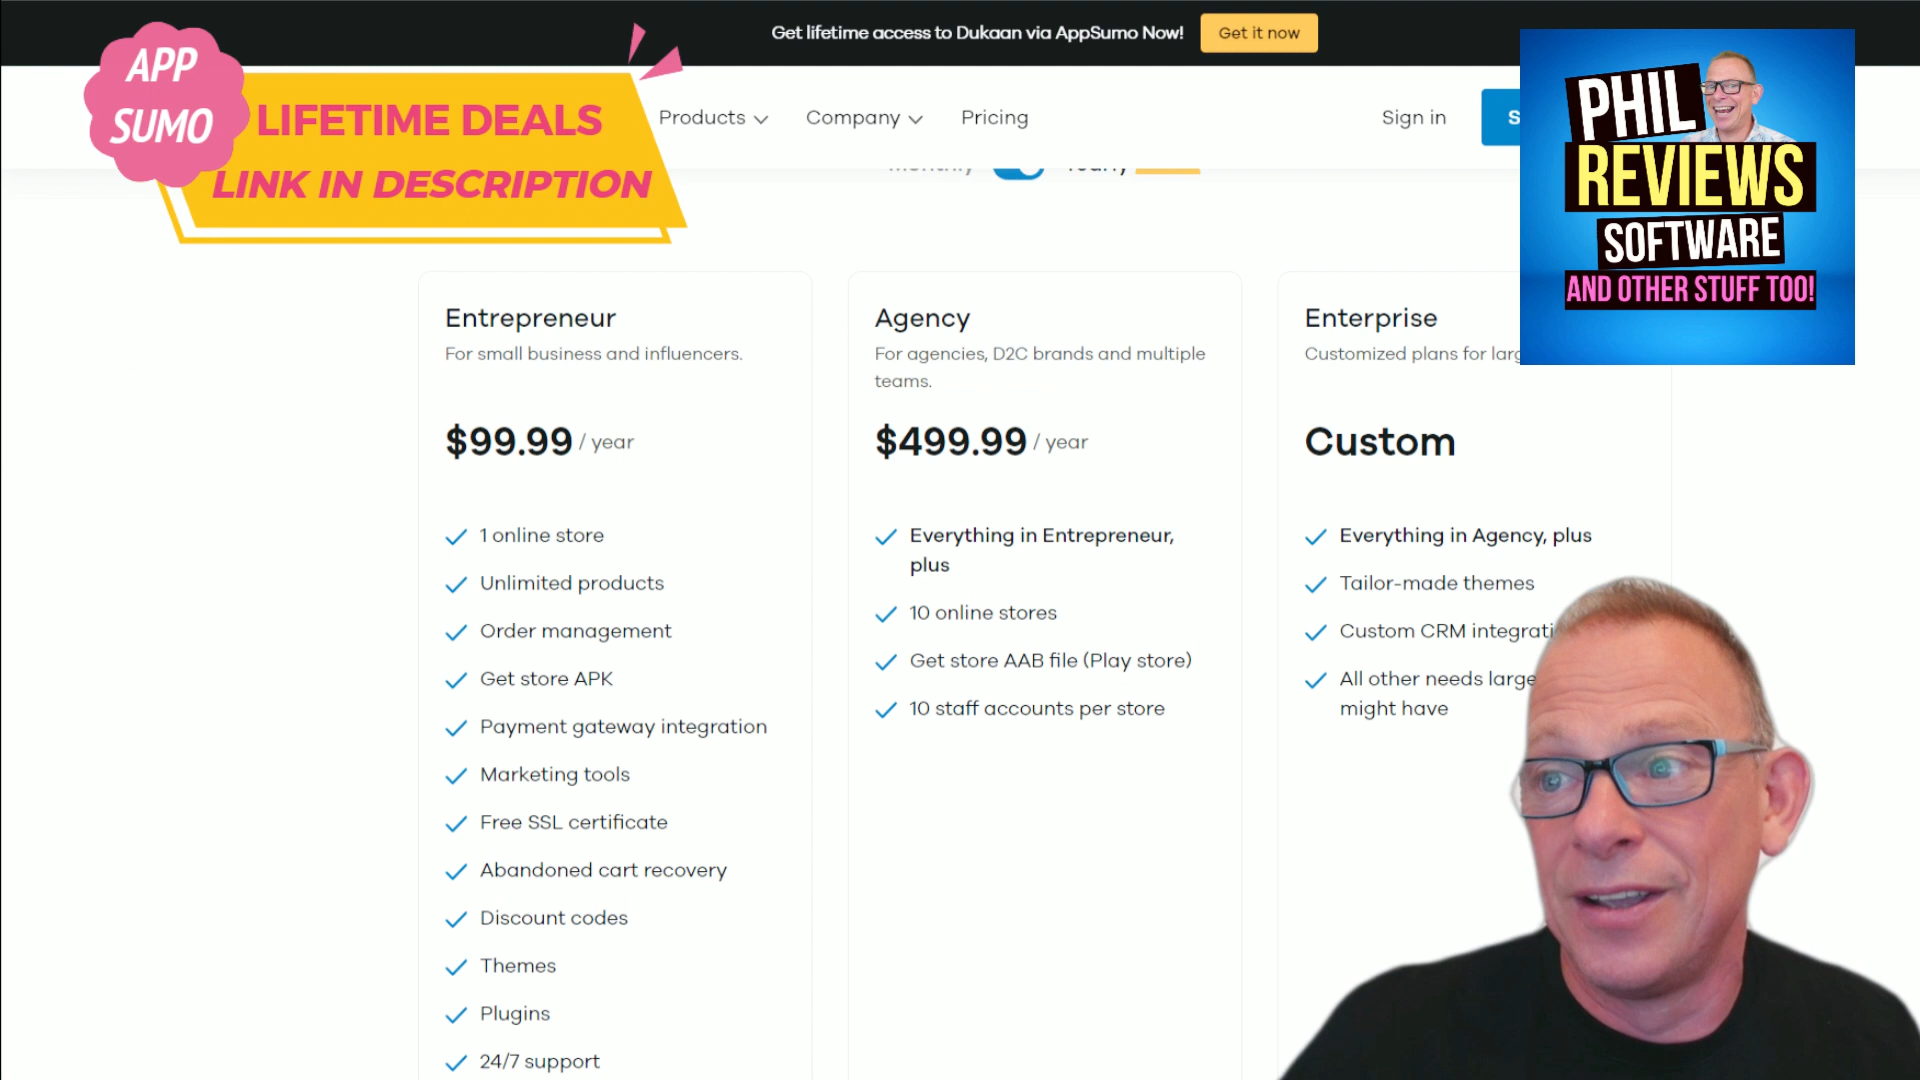 Get lifetime access to Dukaan via AppSumo Now!
Get it now
APP
SUMO
LIFETIME DEALS
LINK IN DESCRIPTION
Products
Company
Pricing
Sign in
PHIL
REVIEWS
SOFTWARE
AND OTHER STUFF TOO!
Monthly
Yearly
Entrepreneur
For small business and influencers.
$99.99 / year
1 online store
Unlimited products
Order management
Get store APK
Payment gateway integration
Marketing tools
Free SSL certificate
Abandoned cart recovery
Discount codes
Themes
Plugins
24/7 support
Agency
For agencies, D2C brands and multiple
teams.
$499.99 / year
Everything in Entrepreneur,
plus
10 online stores
Get store AAB file (Play store)
10 staff accounts per store
Enterprise
Customized plans for
Custom
Everything in Agency, plus
Tailor-made themes
Custom CRM
All other needs large
might have